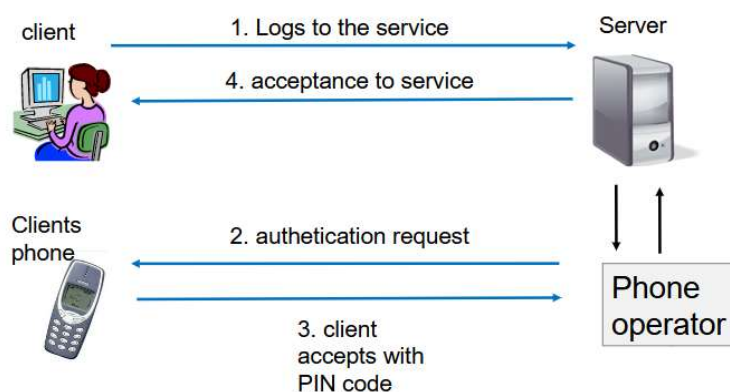 client
1. Logs to the service
Server
4. acceptance to service
Clients
phone
2. authetication request
Phone
operator
3. client
accepts with
PIN code